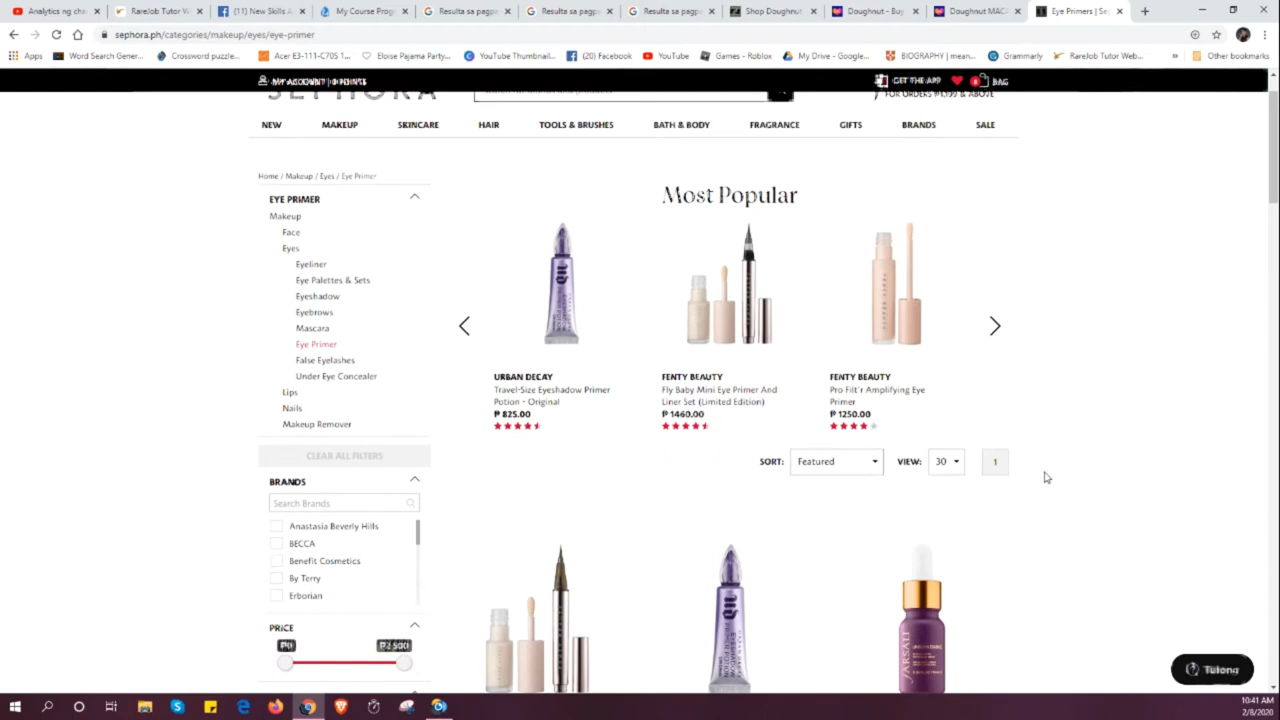 Analytics ng cha
RareJob Tutor W
(11) New Skills A
My Course Prog
Resulta sa pagpa
Resulta sa pagpy
Resulta sa pagp
Shop Doughnut
Doughnut - Buy
Doughnut MAC
Eye Primers | Sep
sephora.ph/categories/makeup/eyes/eye-primer
Apps
Word Search Gener...
Crossword puzzle...
Acer E3-111-C705 1...
Eloise Pajama Party...
YouTube Thumbnail...
(20) Facebook
YouTube
Games - Roblox
My Drive - Google...
BIOGRAPHY | mean...
Grammarly
RareJob Tutor Web...
»
Other bookmarks
MY ACCOUNT |
GET THE APP
BAG
SEPHORA
FOR ORDERS ₱1,599 & ABOVE
NEW
MAKEUP
SKINCARE
HAIR
TOOLS & BRUSHES
BATH & BODY
FRAGRANCE
GIFTS
BRANDS
SALE
Home / Makeup / Eyes / Eye Primer
EYE PRIMER
Makeup
Face
Eyes
Eyeliner
Eye Palettes & Sets
Eyeshadow
Eyebrows
Mascara
Eye Primer
False Eyelashes
Under Eye Concealer
Lips
Nails
Makeup Remover
CLEAR ALL FILTERS
BRANDS
Search Brands
Anastasia Beverly Hills
BECCA
Benefit Cosmetics
By Terry
Erborian
PRICE
₱0
₱2,500
Most Popular
URBAN DECAY
Travel-Size Eyeshadow Primer
Potion - Original
₱ 825.00
FENTY BEAUTY
Fly Baby Mini Eye Primer And
Liner Set (Limited Edition)
₱ 1460.00
FENTY BEAUTY
Pro Filt'r Amplifying Eye
Primer
₱ 1250.00
SORT:
Featured
VIEW:
30
1
FARSALI
Tulong
10:41 AM
2/8/2020